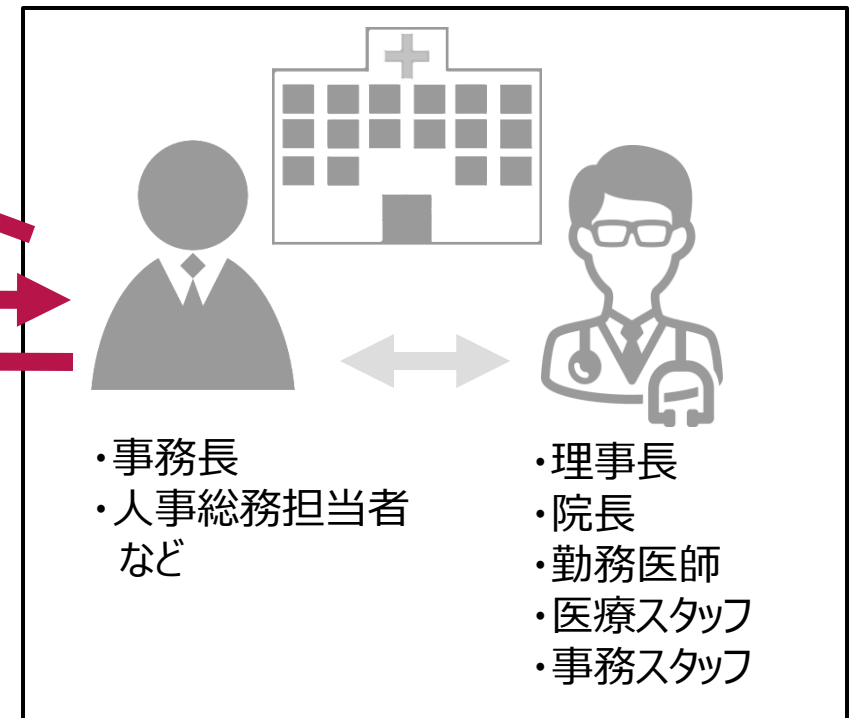 ・事務長
・人事総務担当者
など
・理事長
・院長
・勤務医師
・医療スタッフ
・事務スタッフ